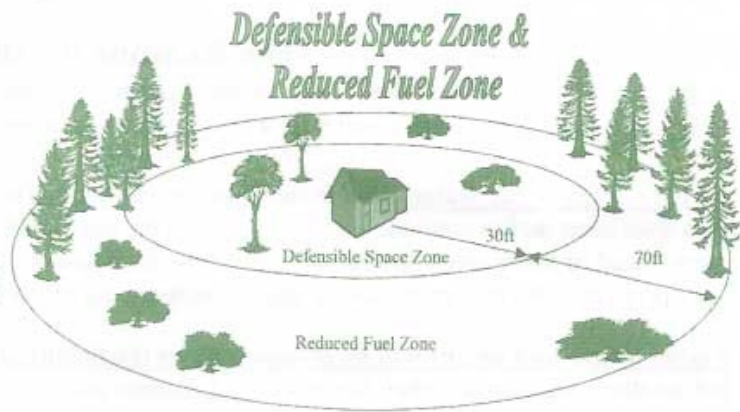 Defensible Space Zone &
Reduced Fuel Zone
30ft
Defensible Space Zone
70ft
Reduced Fuel Zone